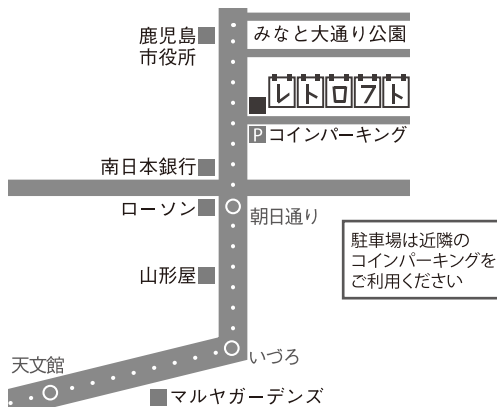 鹿児島
市役所
みなと大通り公園
レトロフト
P コインパーキング
南日本銀行
ローソン
朝日通り
駐車場は近隣の
コインパーキングを
ご利用ください
山形屋
いづろ
天文館
マルヤガーデンズ